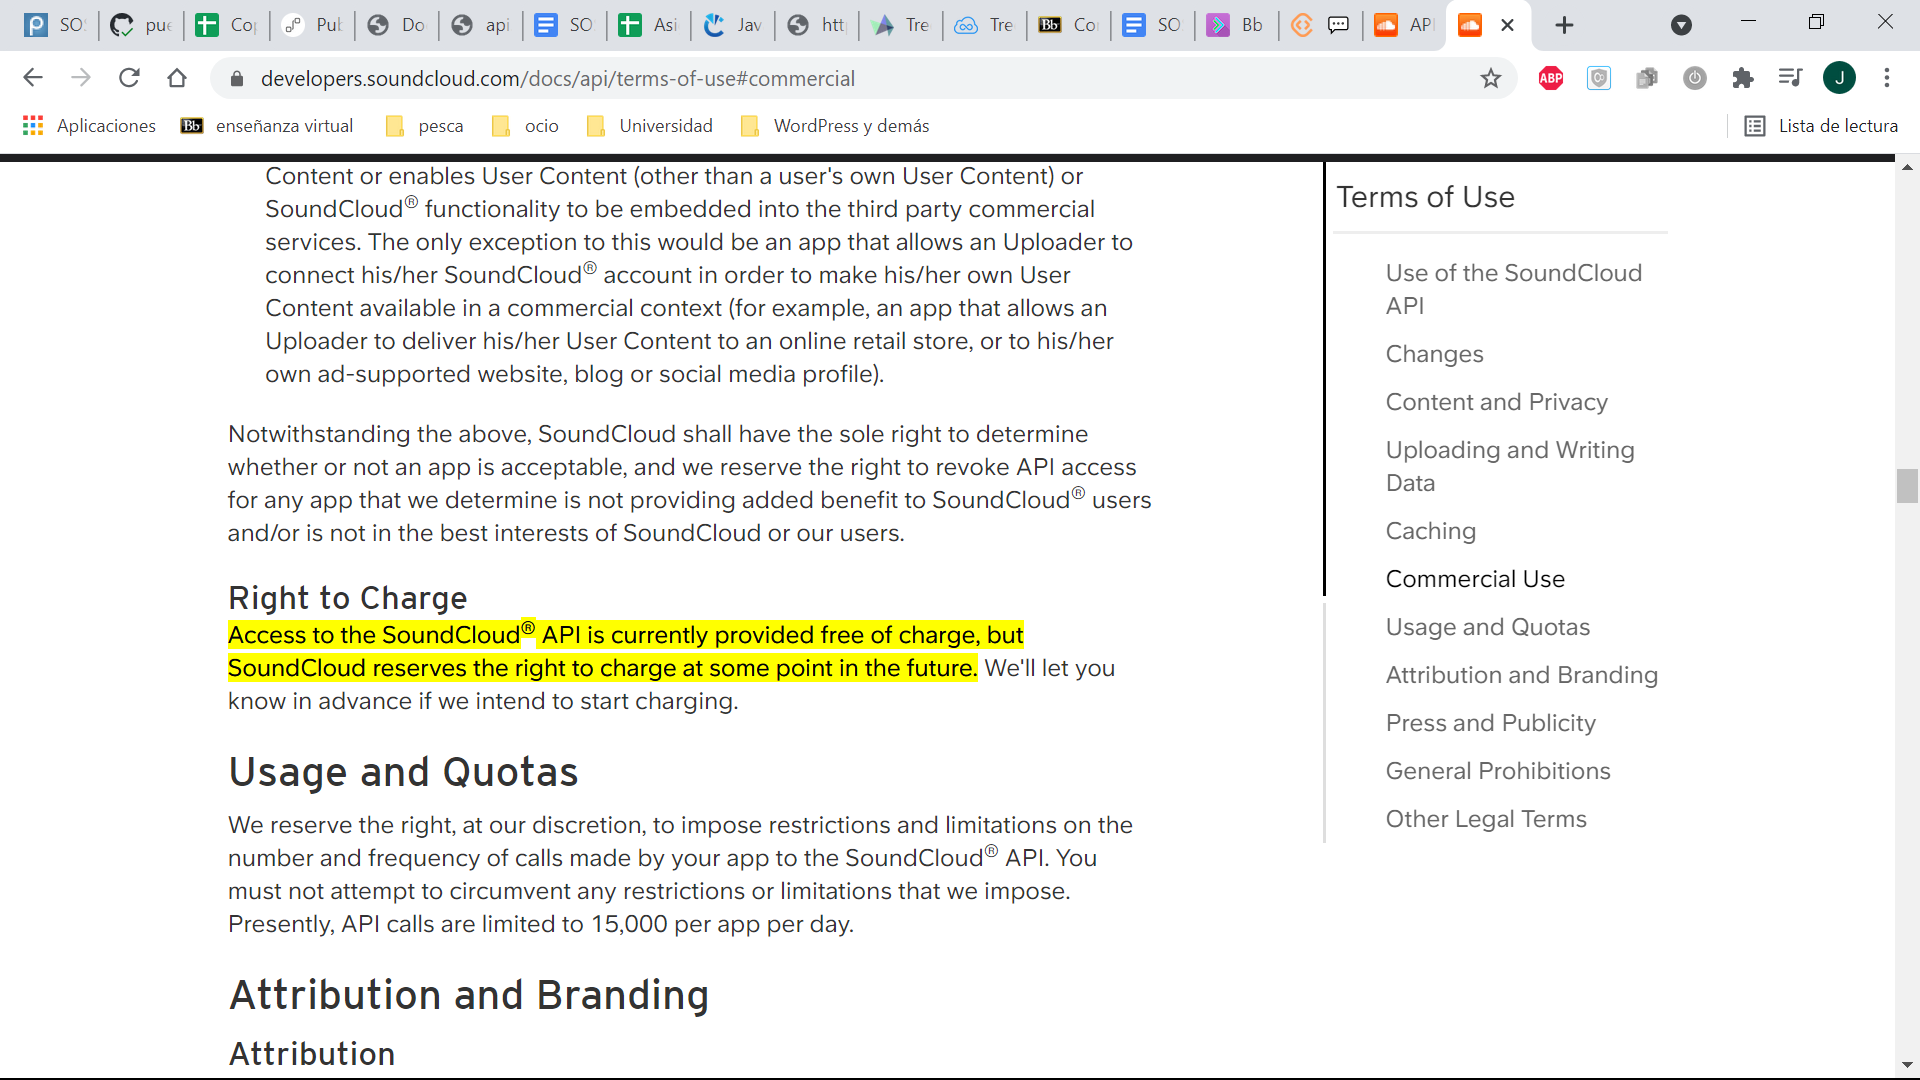 SO
pue
Cop
Pub
Do
api
SO
Asi
Jav
htt
Tre
Tre
Bb
Co
SO
Bb
API
developers.soundcloud.com/docs/api/terms-of-use#commercial
ABP
J
Aplicaciones
Bb
enseñanza virtual
pesca
ocio
Universidad
WordPress y demás
Lista de lectura
Content or enables User Content (other than a user's own User Content) or
SoundCloud® functionality to be embedded into the third party commercial
services. The only exception to this would be an app that allows an Uploader to
connect his/her SoundCloud® account in order to make his/her own User
Content available in a commercial context (for example, an app that allows an
Uploader to deliver his/her User Content to an online retail store, or to his/her
own ad-supported website, blog or social media profile).
Notwithstanding the above, SoundCloud shall have the sole right to determine
whether or not an app is acceptable, and we reserve the right to revoke API access
for any app that we determine is not providing added benefit to SoundCloud® users
and/or is not in the best interests of SoundCloud or our users.
Right to Charge
Access to the SoundCloud® API is currently provided free of charge, but
SoundCloud reserves the right to charge at some point in the future. We'll let you
know in advance if we intend to start charging.
Usage and Quotas
We reserve the right, at our discretion, to impose restrictions and limitations on the
number and frequency of calls made by your app to the SoundCloud® API. You
must not attempt to circumvent any restrictions or limitations that we impose.
Presently, API calls are limited to 15,000 per app per day.
Attribution and Branding
Attribution
Terms of Use
Use of the SoundCloud
API
Changes
Content and Privacy
Uploading and Writing
Data
Caching
Commercial Use
Usage and Quotas
Attribution and Branding
Press and Publicity
General Prohibitions
Other Legal Terms